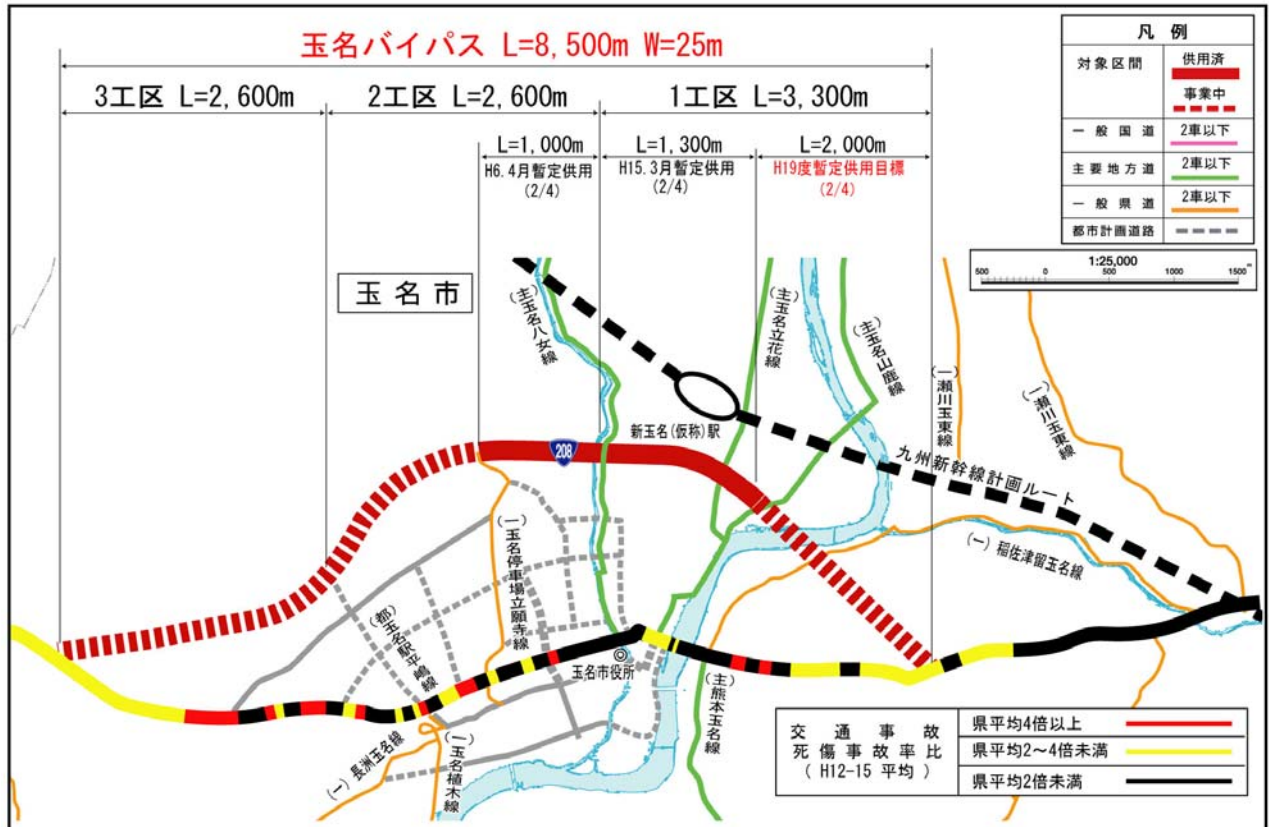 玉名バイパス L=8,500m W=25m
3工区 L=2,600m
2工区 L=2,600m
1工区 L=3,300m
L=1,000m
H6.4月暫定供用
(2/4)
L=1,300m
H15.3月暫定供用
(2/4)
L=2,000m
H19度暫定供用目標
(2/4)
凡 例
対象区間
供用済
事業中
一般国道
2車以下
主要地方道
2車以下
一般県道
2車以下
都市計画道路
1:25,000
500 0 500 1000 1500 m
玉名市
(主)玉名八女線
(主)玉名立花線
(主)玉名山鹿線
(一)瀬川玉東線
(一)瀬川玉東線
新玉名(仮称)駅
208
九州新幹線計画ルート
(一)稲佐津留玉名線
(一)玉名停車場立願寺線
(都)玉名駅平嶋線
玉名市役所
(主)熊本玉名線
(一)長洲玉名線
(一)玉名植木線
交通事故
死傷事故率比
(H12-15 平均)
県平均4倍以上
県平均2~4倍未満
県平均2倍未満